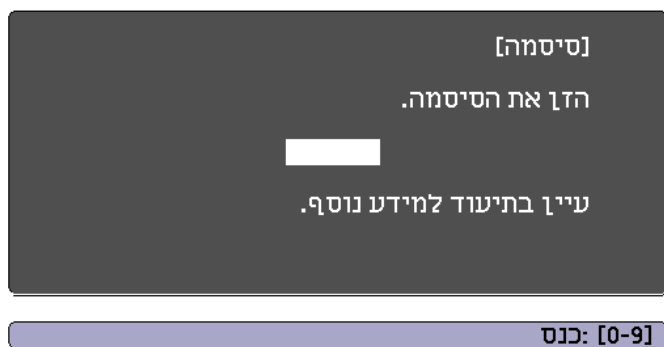 [סיסמה]
הזן את הסיסמה.
עיין בתיעוד למידע נוסף.
[0-9] :כנס